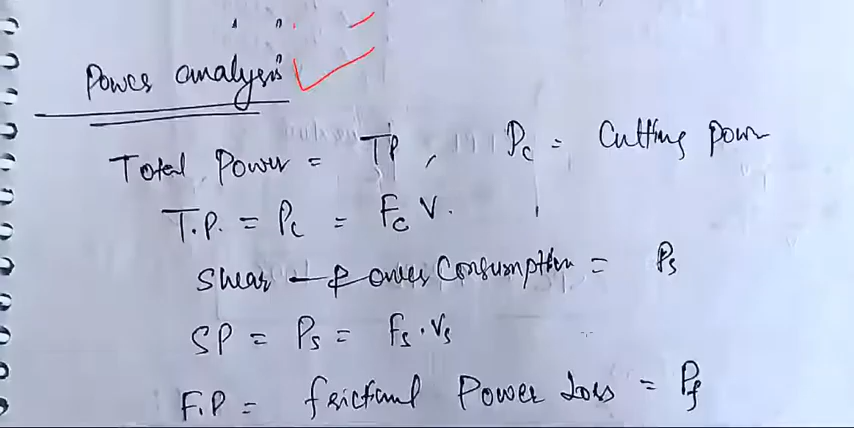 Power analysis
Total Power = TP, Pc = Cutting power
T.P. = Pc = Fc V.
Shear Power Consumption = Ps
SP = Ps = Fs . Vs
F.P = frictional Power Loss = Pf